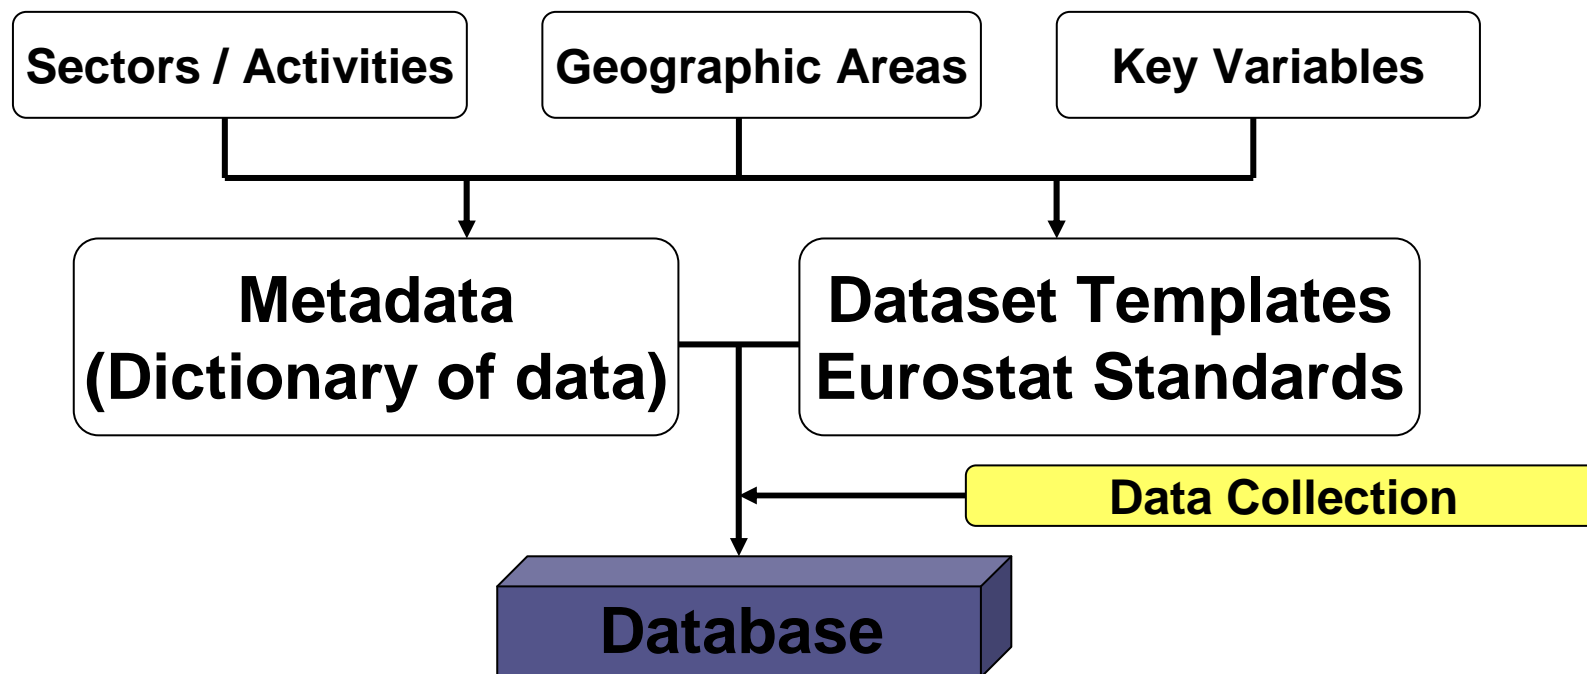 Sectors / Activities
Geographic Areas
Key Variables
Metadata
(Dictionary of data)
Dataset Templates
Eurostat Standards
Data Collection
Database